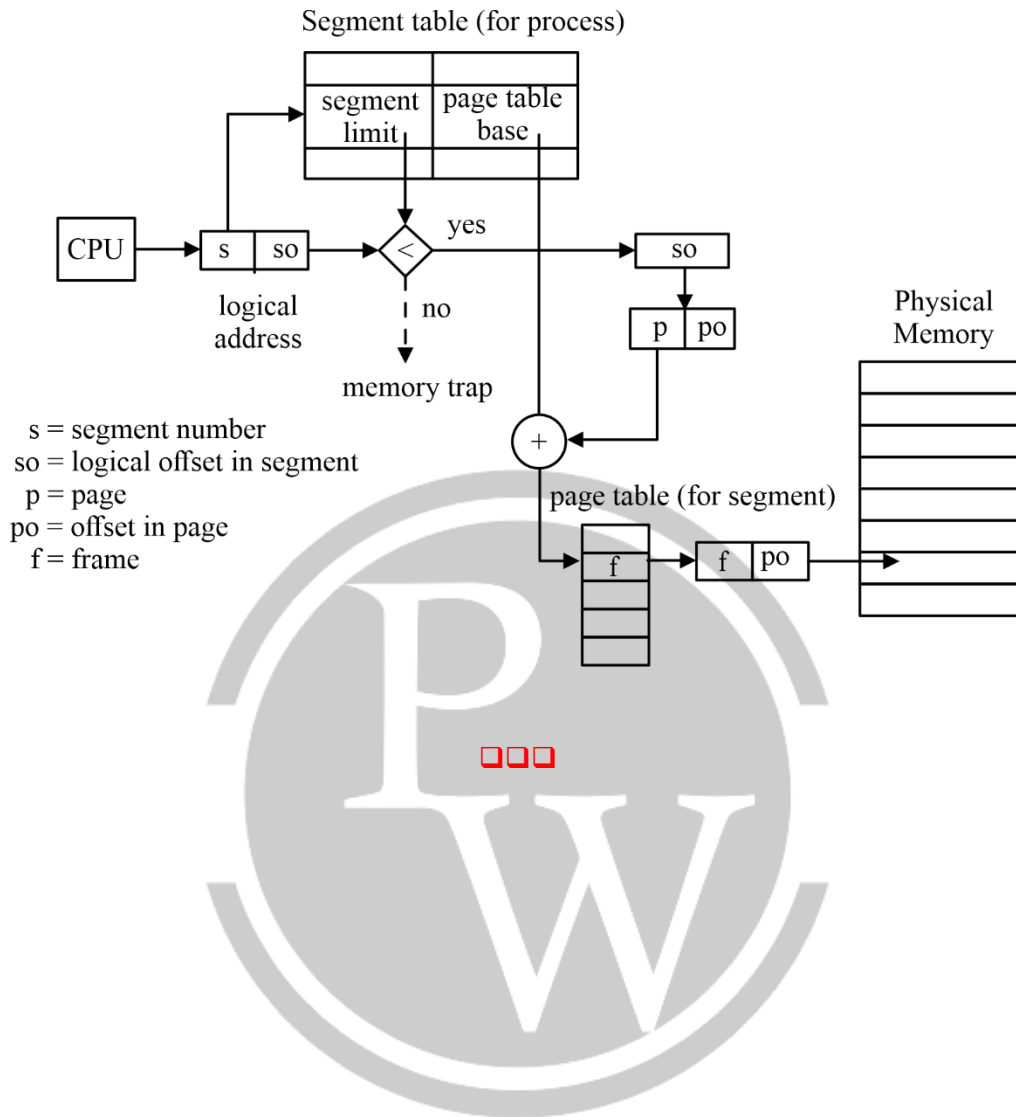 Segment table (for process)
segment limit
page table base
CPU
s
so
<
yes
so
logical address
no
p
po
Physical Memory
memory trap
s = segment number
so = logical offset in segment
p = page
po = offset in page
f = frame
+
page table (for segment)
f
f
po
❑❑❑
PW